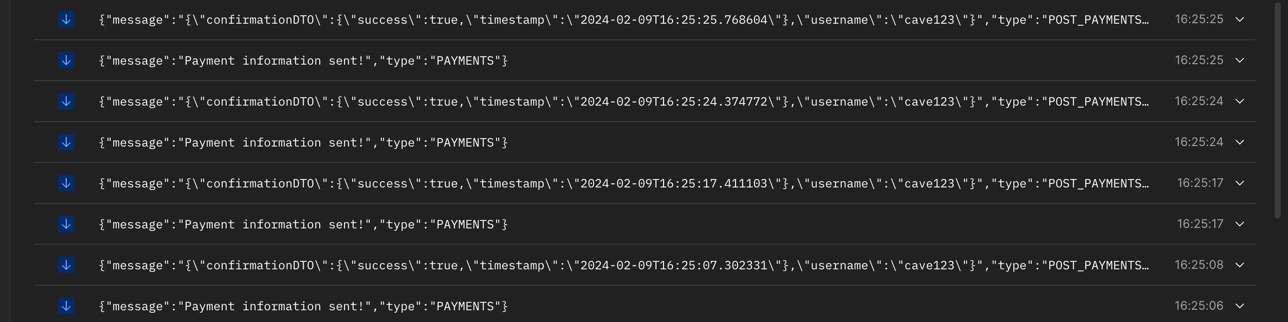 {"message":"{\"confirmationDTO\":{\"success\":true,\"timestamp\":\"2024-02-09T16:25:25.768604\"},\"username\":\"cave123\"}","type":"POST_PAYMENTS… 16:25:25
{"message":"Payment information sent!","type":"PAYMENTS"} 16:25:25
{"message":"{\"confirmationDTO\":{\"success\":true,\"timestamp\":\"2024-02-09T16:25:24.374772\"},\"username\":\"cave123\"}","type":"POST_PAYMENTS… 16:25:24
{"message":"Payment information sent!","type":"PAYMENTS"} 16:25:24
{"message":"{\"confirmationDTO\":{\"success\":true,\"timestamp\":\"2024-02-09T16:25:17.411103\"},\"username\":\"cave123\"}","type":"POST_PAYMENTS… 16:25:17
{"message":"Payment information sent!","type":"PAYMENTS"} 16:25:17
{"message":"{\"confirmationDTO\":{\"success\":true,\"timestamp\":\"2024-02-09T16:25:07.302331\"},\"username\":\"cave123\"}","type":"POST_PAYMENTS… 16:25:08
{"message":"Payment information sent!","type":"PAYMENTS"} 16:25:06